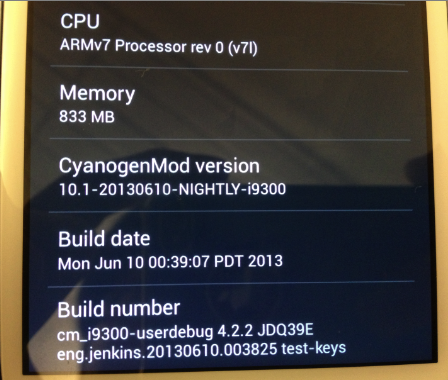 CPU
ARMv7 Processor rev 0 (v7l)
Memory
833 MB
CyanogenMod version
10.1-20130610-NIGHTLY-i9300
Build date
Mon Jun 10 00:39:07 PDT 2013
Build number
cm_i9300-userdebug 4.2.2 JDQ39E
eng.jenkins.20130610.003825 test-keys